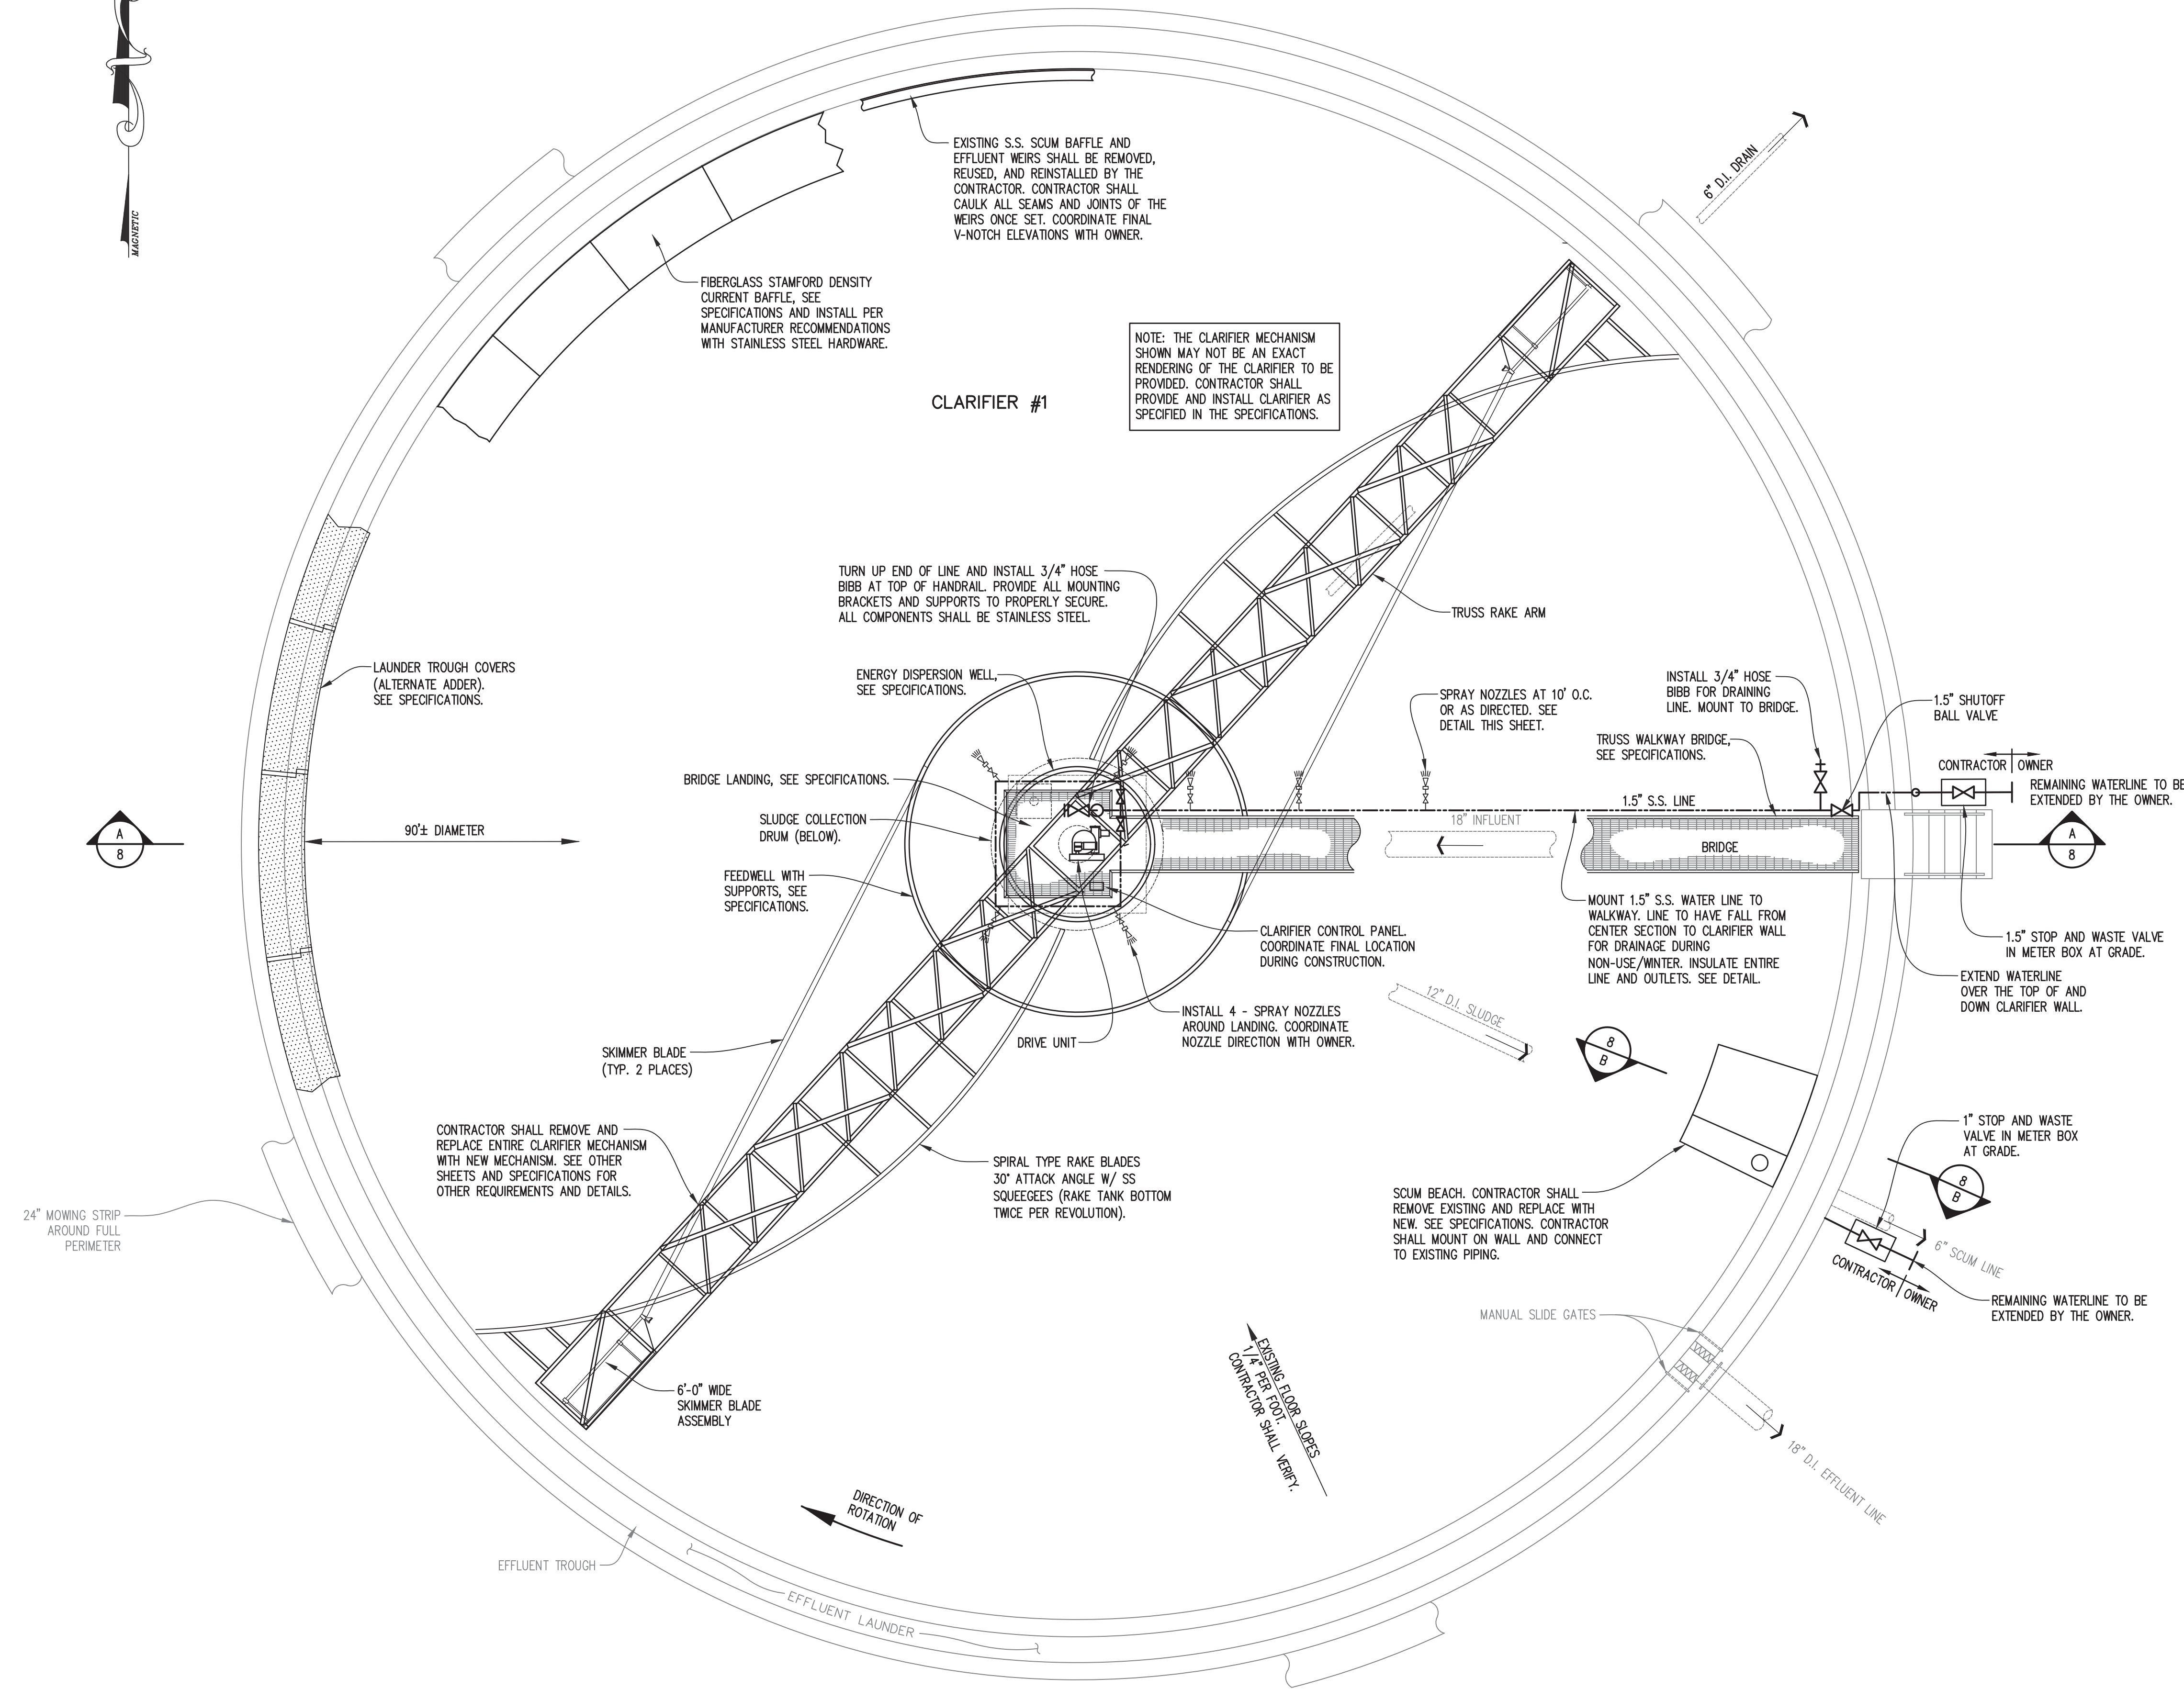 MAGNETIC
EXISTING S.S. SCUM BAFFLE AND
EFFLUENT WEIRS SHALL BE REMOVED,
REUSED, AND REINSTALLED BY THE
CONTRACTOR. CONTRACTOR SHALL
CAULK ALL SEAMS AND JOINTS OF THE
WEIRS ONCE SET. COORDINATE FINAL
V-NOTCH ELEVATIONS WITH OWNER.
6" D.I. DRAIN
FIBERGLASS STAMFORD DENSITY
CURRENT BAFFLE, SEE
SPECIFICATIONS AND INSTALL PER
MANUFACTURER RECOMMENDATIONS
WITH STAINLESS STEEL HARDWARE.
NOTE: THE CLARIFIER MECHANISM
SHOWN MAY NOT BE AN EXACT
RENDERING OF THE CLARIFIER TO BE
PROVIDED. CONTRACTOR SHALL
PROVIDE AND INSTALL CLARIFIER AS
SPECIFIED IN THE SPECIFICATIONS.
CLARIFIER #1
TURN UP END OF LINE AND INSTALL 3/4" HOSE
BIBB AT TOP OF HANDRAIL. PROVIDE ALL MOUNTING
BRACKETS AND SUPPORTS TO PROPERLY SECURE.
ALL COMPONENTS SHALL BE STAINLESS STEEL.
TRUSS RAKE ARM
LAUNDER TROUGH COVERS
(ALTERNATE ADDER).
SEE SPECIFICATIONS.
ENERGY DISPERSION WELL,
SEE SPECIFICATIONS.
SPRAY NOZZLES AT 10' O.C.
OR AS DIRECTED. SEE
DETAIL THIS SHEET.
INSTALL 3/4" HOSE
BIBB FOR DRAINING
LINE. MOUNT TO BRIDGE.
1.5" SHUTOFF
BALL VALVE
TRUSS WALKWAY BRIDGE,
SEE SPECIFICATIONS.
CONTRACTOR
OWNER
REMAINING WATERLINE TO BE
EXTENDED BY THE OWNER.
BRIDGE LANDING, SEE SPECIFICATIONS.
1.5" S.S. LINE
SLUDGE COLLECTION
DRUM (BELOW).
18" INFLUENT
A
8
90'± DIAMETER
BRIDGE
A
8
FEEDWELL WITH
SUPPORTS, SEE
SPECIFICATIONS.
MOUNT 1.5" S.S. WATER LINE TO
WALKWAY. LINE TO HAVE FALL FROM
CENTER SECTION TO CLARIFIER WALL
FOR DRAINAGE DURING
NON-USE/WINTER. INSULATE ENTIRE
LINE AND OUTLETS. SEE DETAIL.
CLARIFIER CONTROL PANEL.
COORDINATE FINAL LOCATION
DURING CONSTRUCTION.
1.5" STOP AND WASTE VALVE
IN METER BOX AT GRADE.
EXTEND WATERLINE
OVER THE TOP OF AND
DOWN CLARIFIER WALL.
12" D.I. SLUDGE
INSTALL 4 - SPRAY NOZZLES
AROUND LANDING. COORDINATE
NOZZLE DIRECTION WITH OWNER.
DRIVE UNIT
8
B
SKIMMER BLADE
(TYP. 2 PLACES)
1" STOP AND WASTE
VALVE IN METER BOX
AT GRADE.
CONTRACTOR SHALL REMOVE AND
REPLACE ENTIRE CLARIFIER MECHANISM
WITH NEW MECHANISM. SEE OTHER
SHEETS AND SPECIFICATIONS FOR
OTHER REQUIREMENTS AND DETAILS.
SPIRAL TYPE RAKE BLADES
30° ATTACK ANGLE W/ SS
SQUEEGEES (RAKE TANK BOTTOM
TWICE PER REVOLUTION).
8
B
SCUM BEACH. CONTRACTOR SHALL
REMOVE EXISTING AND REPLACE WITH
NEW. SEE SPECIFICATIONS. CONTRACTOR
SHALL MOUNT ON WALL AND CONNECT
TO EXISTING PIPING.
24" MOWING STRIP
AROUND FULL
PERIMETER
6" SCUM LINE
CONTRACTOR
OWNER
REMAINING WATERLINE TO BE
EXTENDED BY THE OWNER.
MANUAL SLIDE GATES
EXISTING FLOOR SLOPES
1/4" PER FOOT.
CONTRACTOR SHALL VERIFY.
6'-0" WIDE
SKIMMER BLADE
ASSEMBLY
18" D.I. EFFLUENT LINE
DIRECTION OF
ROTATION
EFFLUENT TROUGH
EFFLUENT LAUNDER